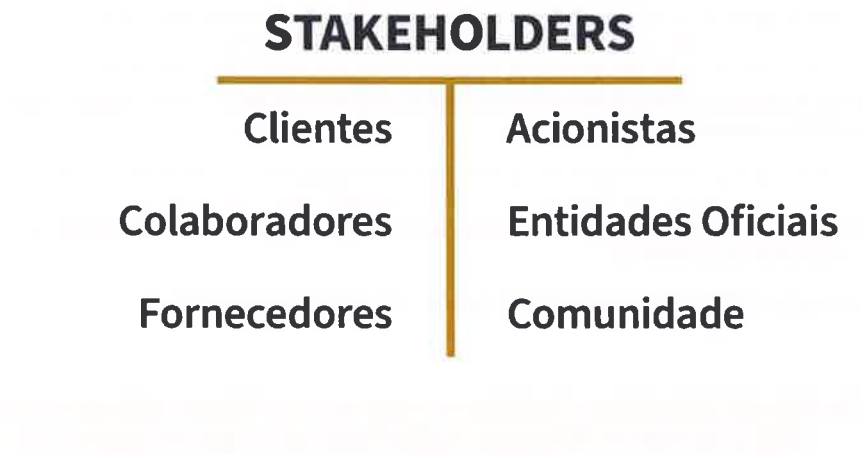 STAKEHOLDERS
Clientes
Acionistas
Colaboradores
Entidades Oficiais
Fornecedores
Comunidade